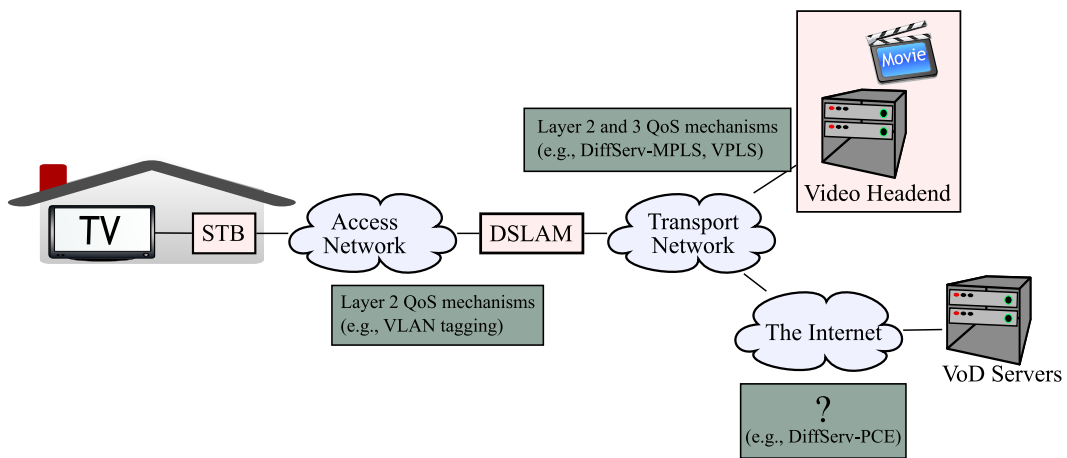 Movie
Layer 2 and 3 QoS mechanisms
(e.g., DiffServ-MPLS, VPLS)
Video Headend
TV
STB
Access
Network
DSLAM
Transport
Network
Layer 2 QoS mechanisms
(e.g., VLAN tagging)
The Internet
VoD Servers
?
(e.g., DiffServ-PCE)